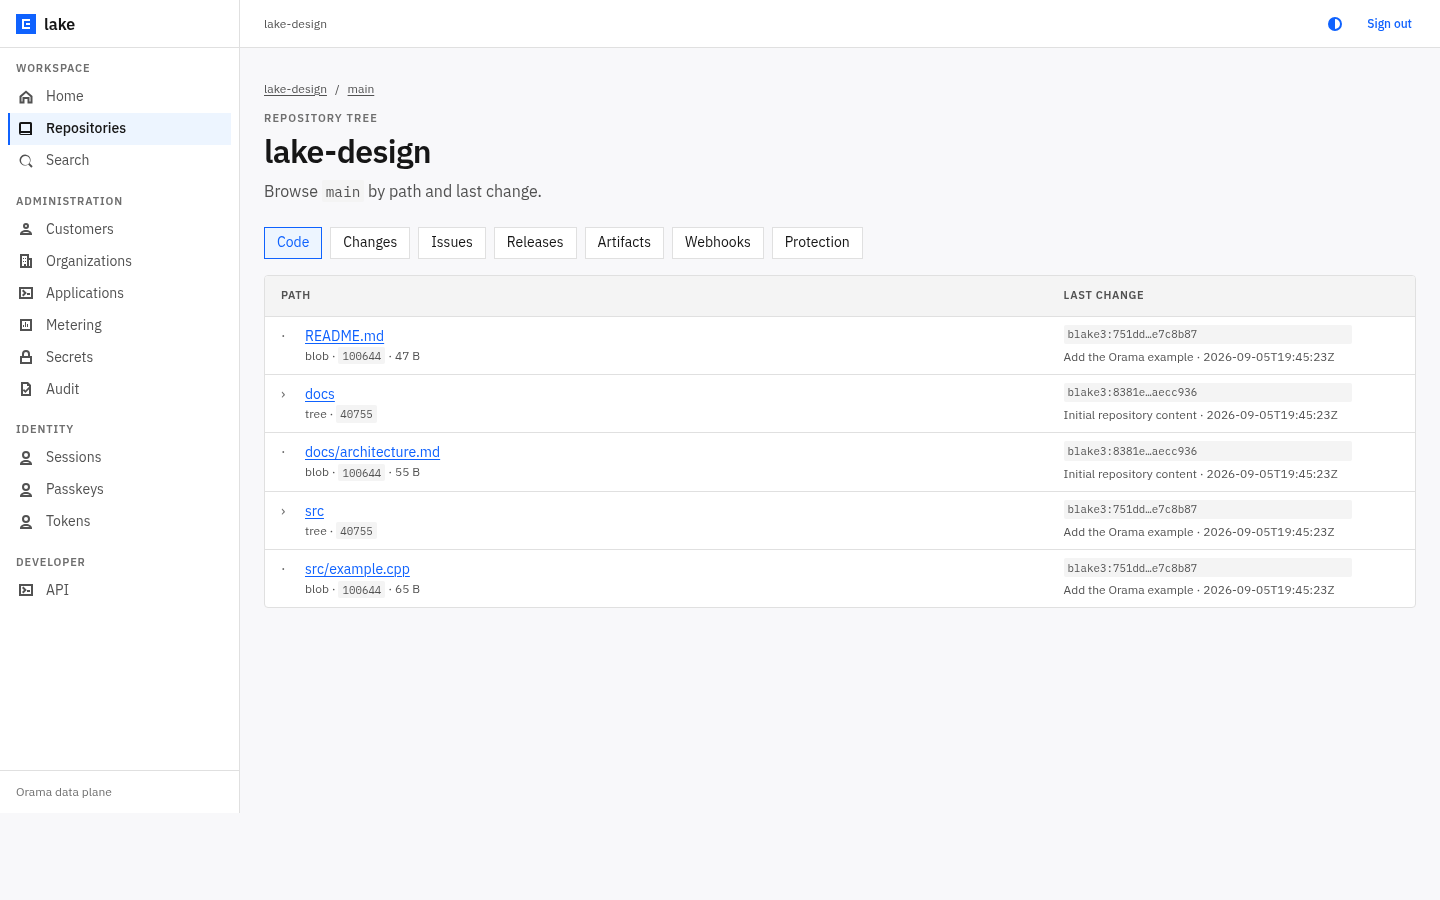 lake
lake-design
Sign out
WORKSPACE
Home
Repositories
Search
ADMINISTRATION
Customers
Organizations
Applications
Metering
Secrets
Audit
IDENTITY
Sessions
Passkeys
Tokens
DEVELOPER
API
Orama data plane
lake-design / main
REPOSITORY TREE
lake-design
Browse main by path and last change.
Code
Changes
Issues
Releases
Artifacts
Webhooks
Protection
PATH
LAST CHANGE
· README.md
blob · 100644 · 47 B
blake3:751dd…e7c8b87
Add the Orama example · 2026-09-05T19:45:23Z
› docs
tree · 40755
blake3:8381e…aecc936
Initial repository content · 2026-09-05T19:45:23Z
· docs/architecture.md
blob · 100644 · 55 B
blake3:8381e…aecc936
Initial repository content · 2026-09-05T19:45:23Z
› src
tree · 40755
blake3:751dd…e7c8b87
Add the Orama example · 2026-09-05T19:45:23Z
· src/example.cpp
blob · 100644 · 65 B
blake3:751dd…e7c8b87
Add the Orama example · 2026-09-05T19:45:23Z